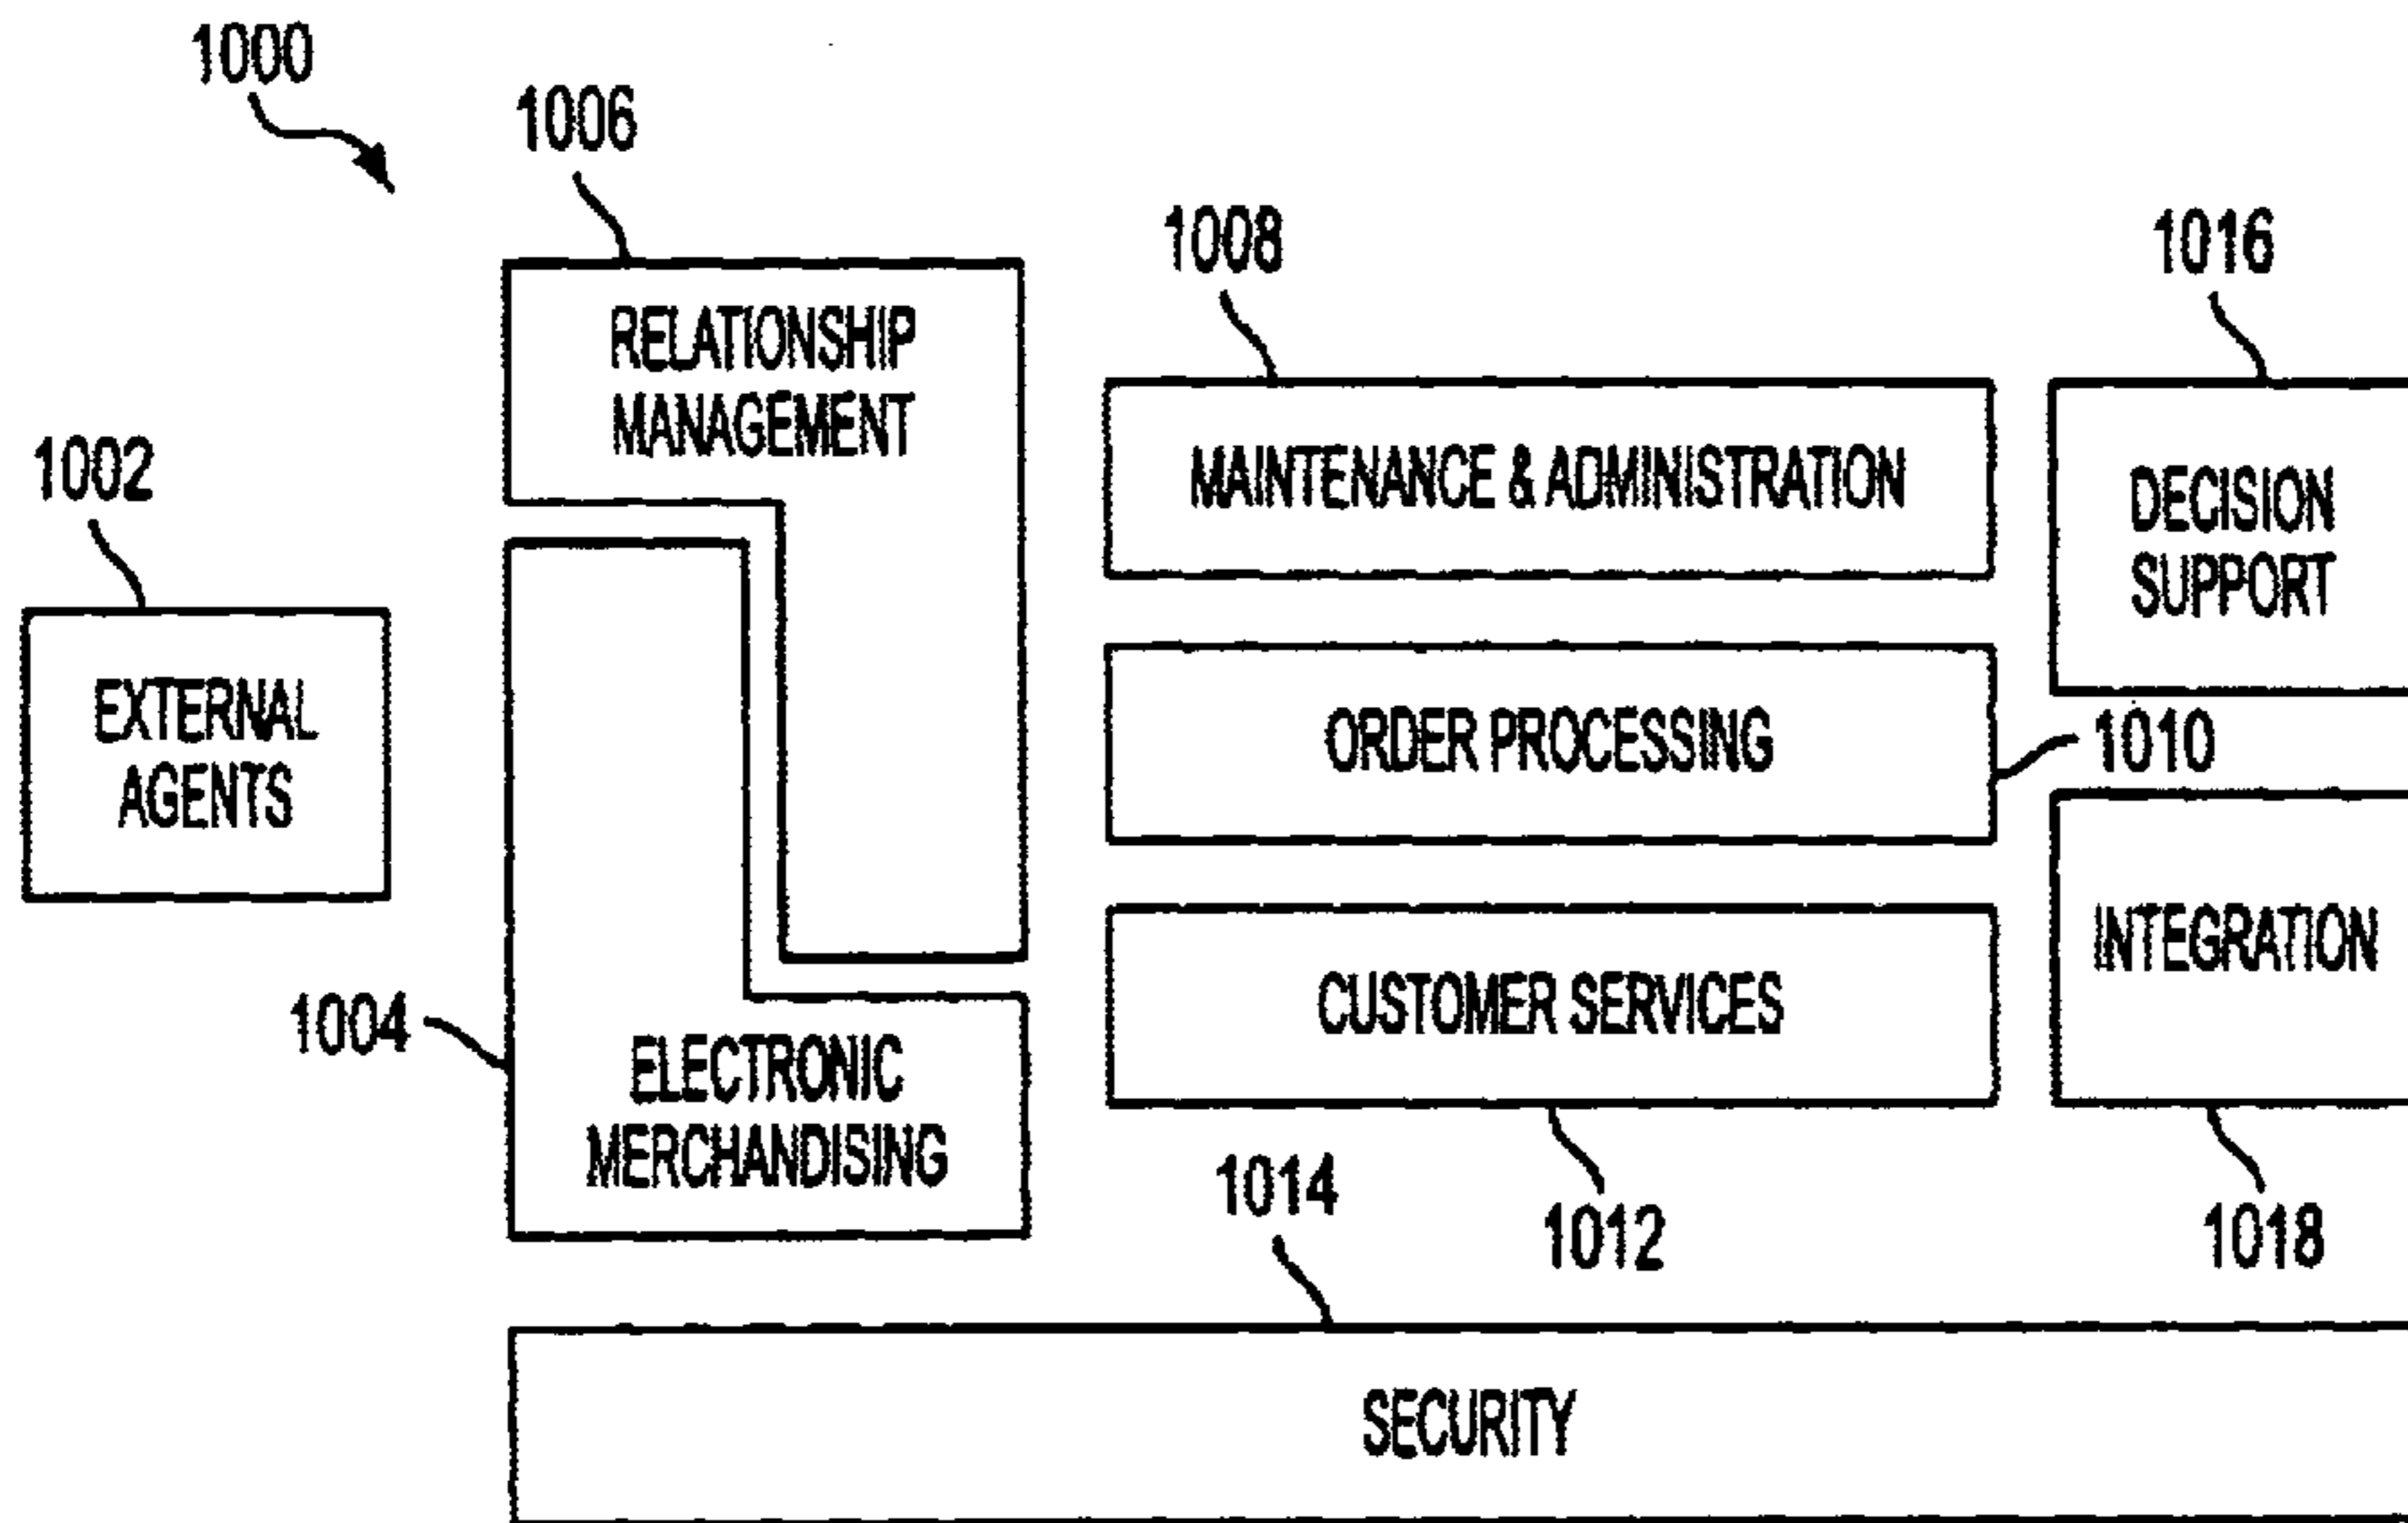 1000
1006
1008
1016
RELATIONSHIP
MANAGEMENT
1002
MAINTENANCE & ADMINISTRATION
DECISION
SUPPORT
EXTERNAL
AGENTS
ORDER PROCESSING
1010
INTEGRATION
CUSTOMER SERVICES
1004
ELECTRONIC
MERCHANDISING
1014
1012
1018
SECURITY